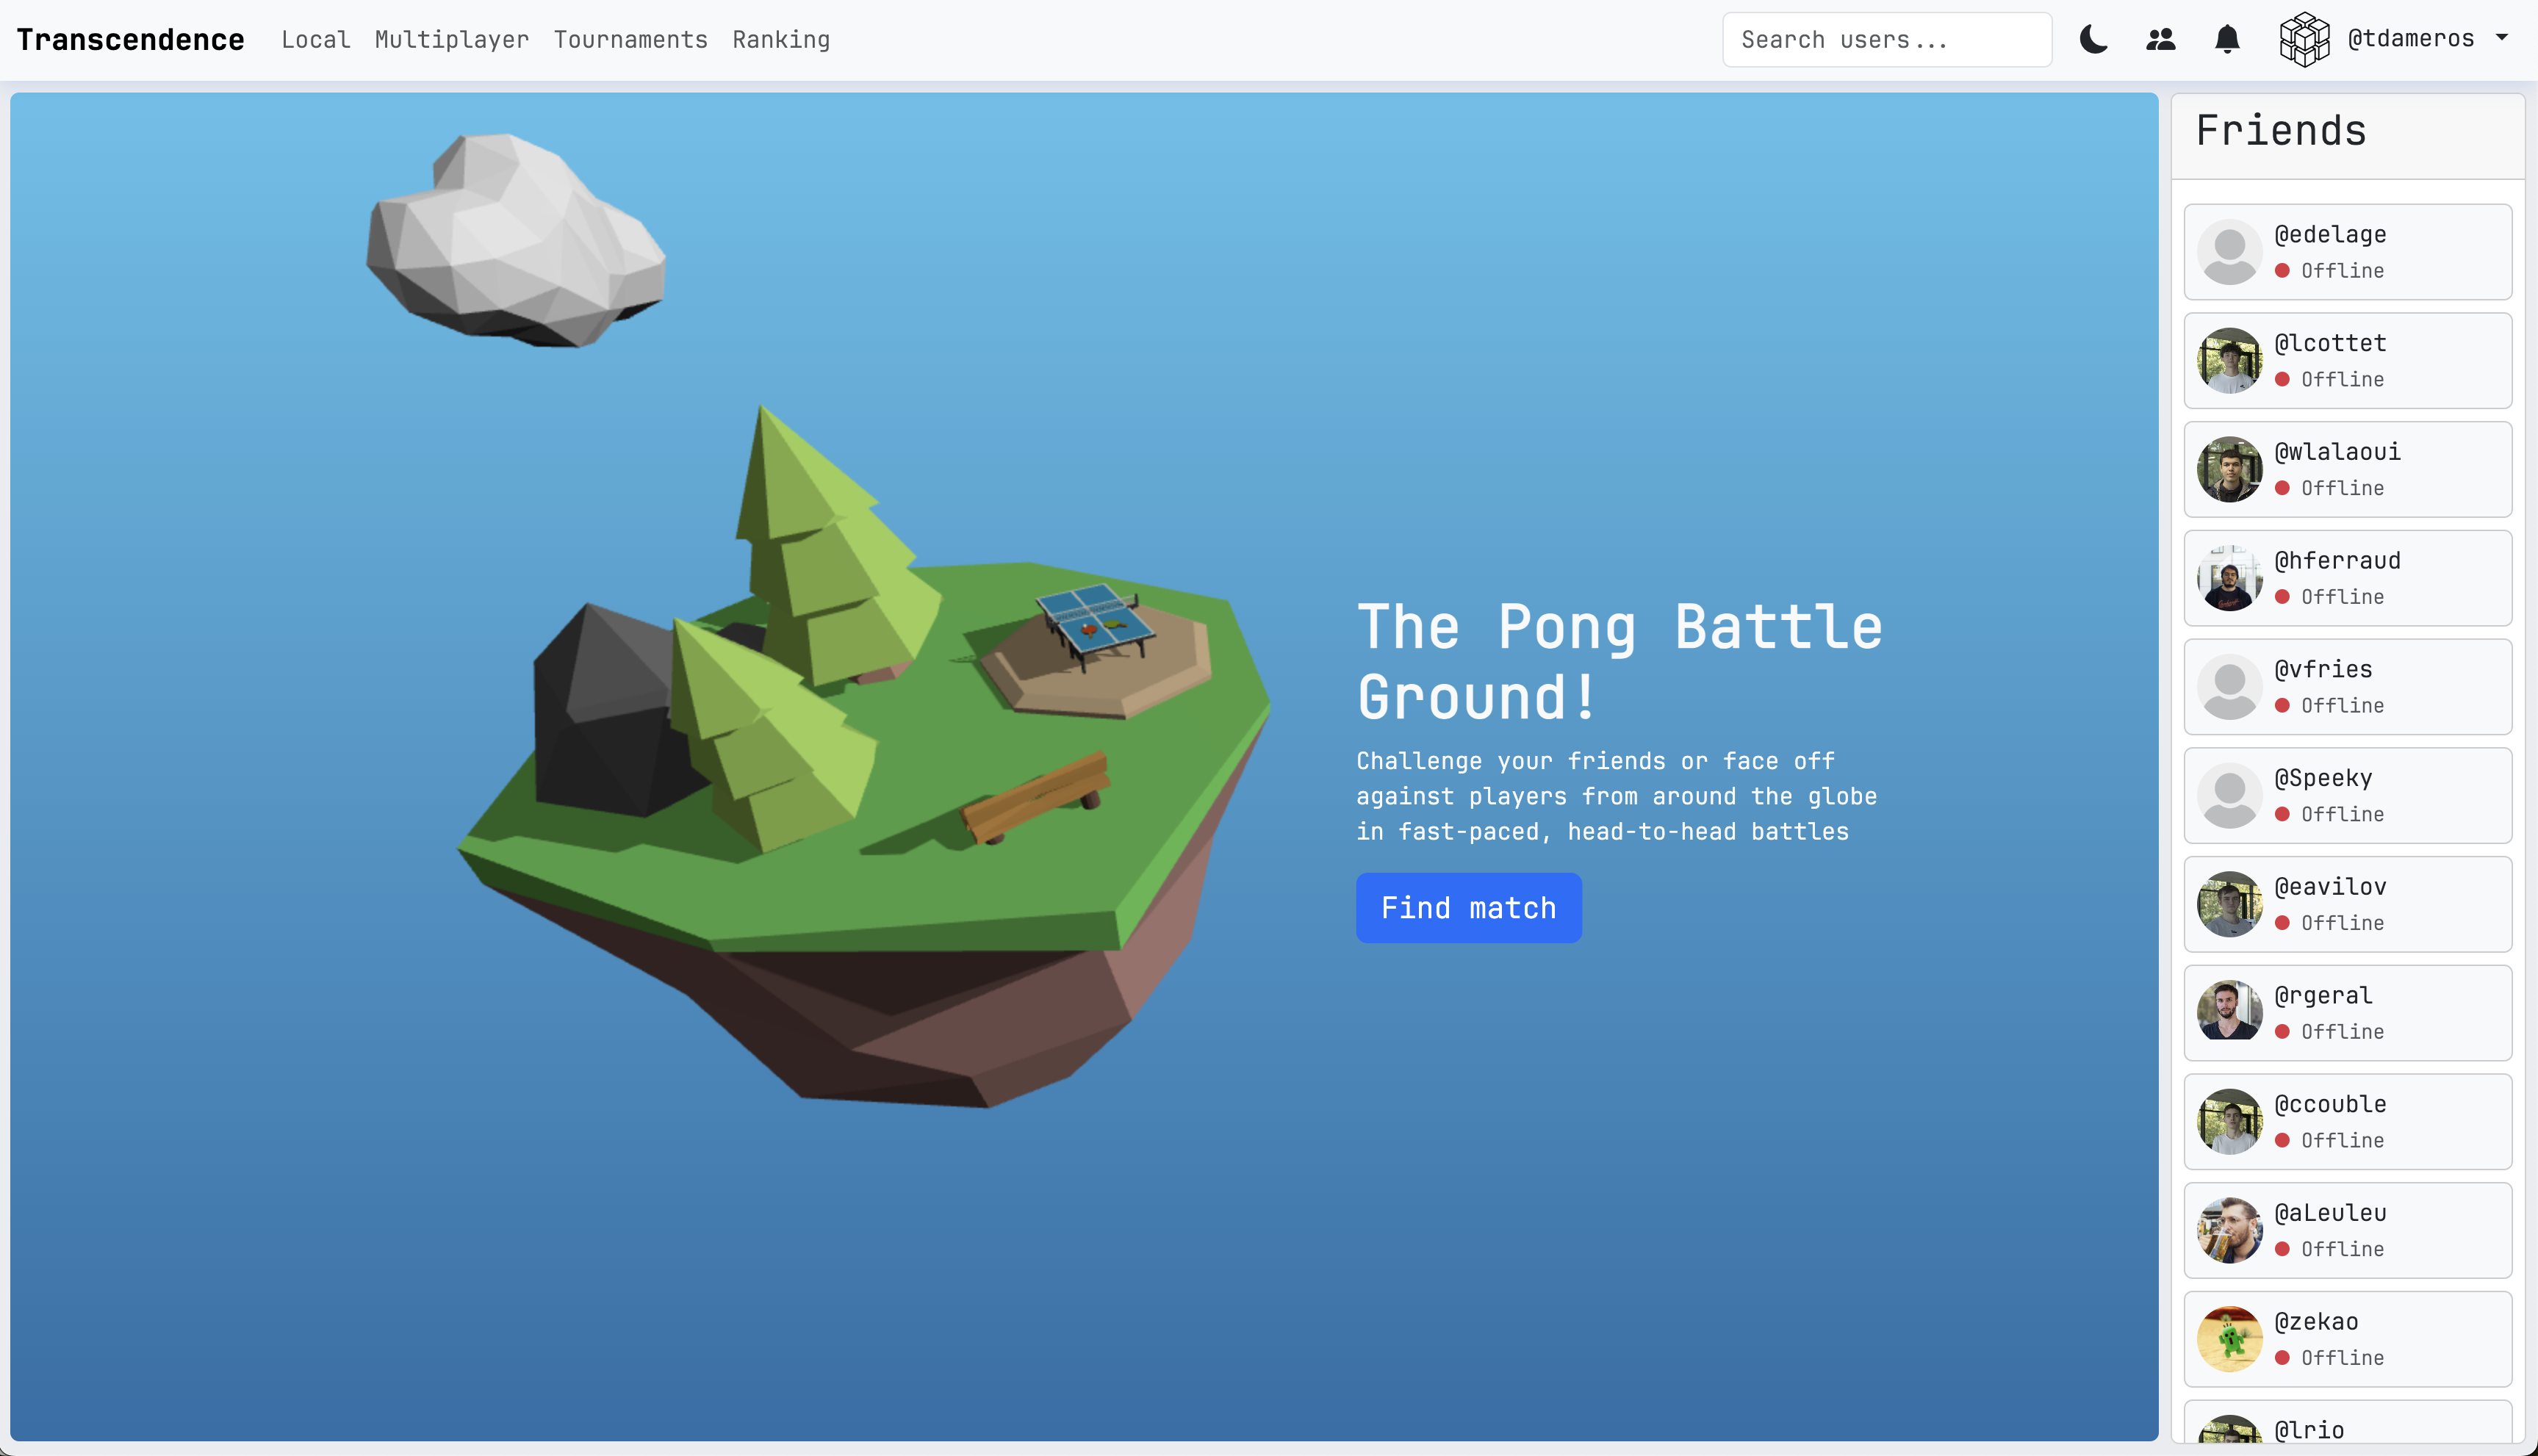 Transcendence
Local
Multiplayer
Tournaments
Ranking
Search users...
@tdameros
The Pong Battle
Ground!
Challenge your friends or face off
against players from around the globe
in fast-paced, head-to-head battles
Find match
Friends
@edelage
Offline
@lcottet
Offline
@wlalaoui
Offline
@hferraud
Offline
@vfries
Offline
@Speeky
Offline
@eavilov
Offline
@rgeral
Offline
@ccouble
Offline
@aLeuleu
Offline
@zekao
Offline
@lrio